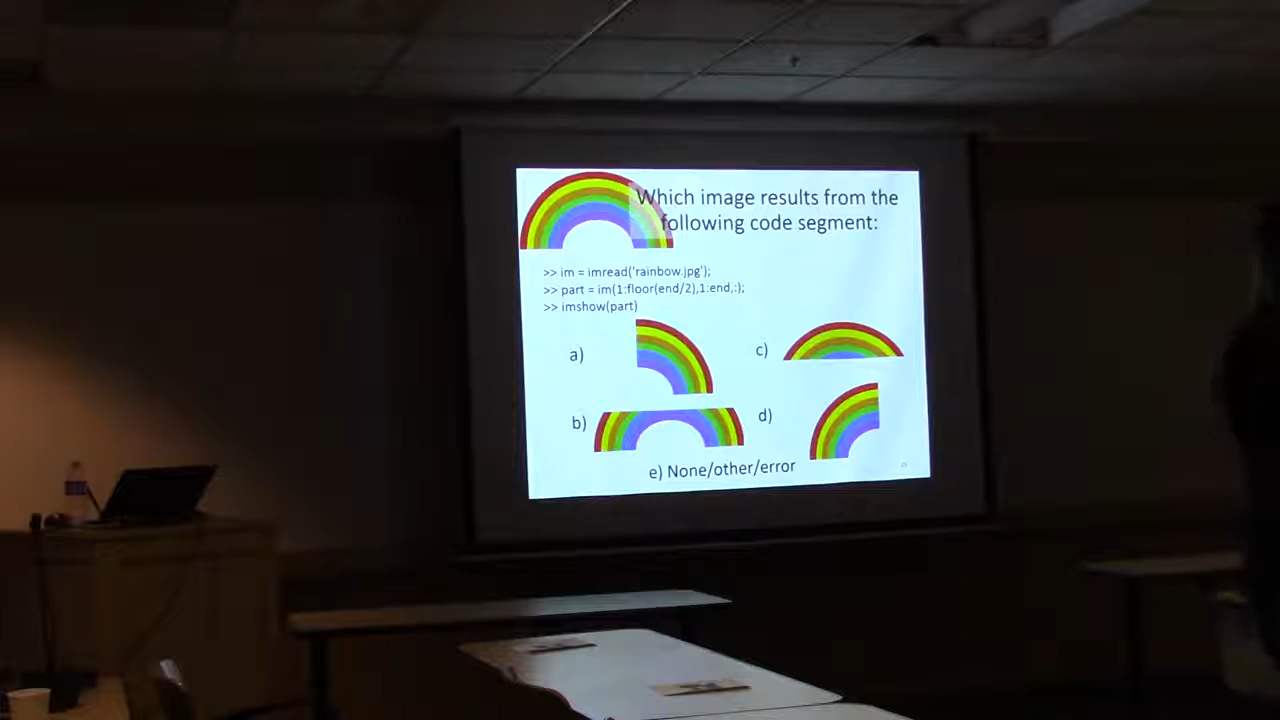 Which image results from the
following code segment:
>> im = imread('rainbow.jpg');
>> part = im(1:floor(end/2),1:end,:);
>> imshow(part)
a)
c)
b)
d)
e) None/other/error